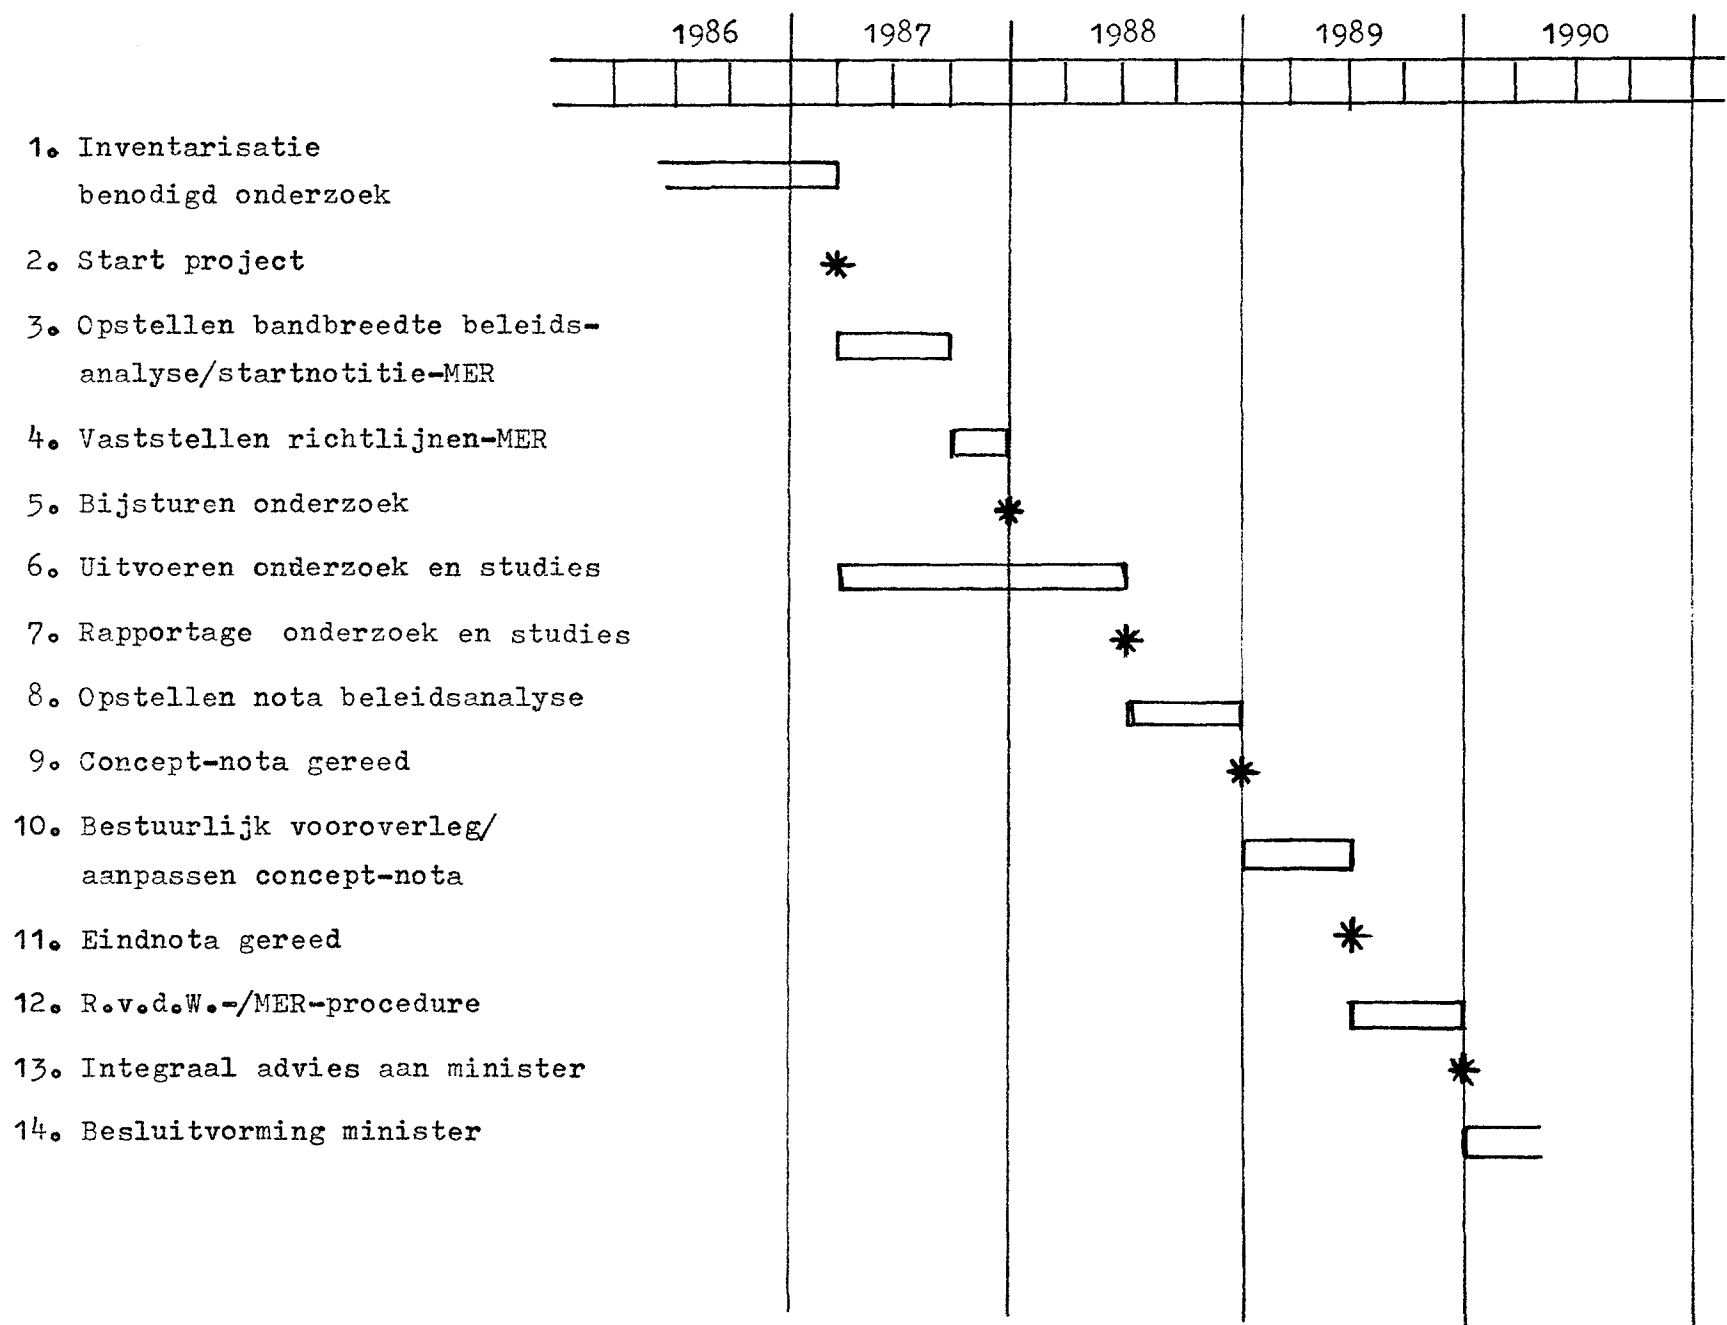 1986 1987 1988 1989 1990
1. Inventarisatie
benodigd onderzoek
2. Start project
3. Opstellen bandbreedte beleids-
analyse/startnotitie-MER
4. Vaststellen richtlijnen-MER
5. Bijsturen onderzoek
6. Uitvoeren onderzoek en studies
7. Rapportage onderzoek en studies
8. Opstellen nota beleidsanalyse
9. Concept-nota gereed
10. Bestuurlijk vooroverleg/
aanpassen concept-nota
11. Eindnota gereed
12. R.v.d.W.-/MER-procedure
13. Integraal advies aan minister
14. Besluitvorming minister